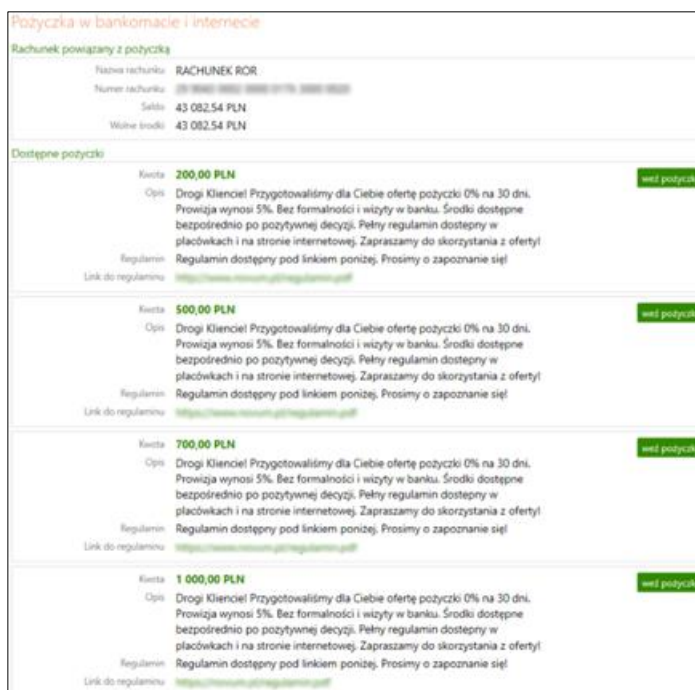 Pożyczka w bankomacie i internecie
Rachunek powiązany z pożyczką
Nazwa rachunku RACHUNEK ROR
Numer rachunku
Saldo 43 082,54 PLN
Wolne środki 43 082,54 PLN
Dostępne pożyczki
Kwota 200,00 PLN weź pożyczk
Opis Drogi Kliencie! Przygotowaliśmy dla Ciebie ofertę pożyczki 0% na 30 dni.
Prowizja wynosi 5%. Bez formalności i wizyty w banku. Środki dostępne
bezpośrednio po pozytywnej decyzji. Pełny regulamin dostepny w
placówkach i na stronie internetowej. Zapraszamy do skorzystania z oferty!
Regulamin Regulamin dostępny pod linkiem poniżej. Prosimy o zapoznanie się!
Link do regulaminu
Kwota 500,00 PLN weź pożyczk
Opis Drogi Kliencie! Przygotowaliśmy dla Ciebie ofertę pożyczki 0% na 30 dni.
Prowizja wynosi 5%. Bez formalności i wizyty w banku. Środki dostępne
bezpośrednio po pozytywnej decyzji. Pełny regulamin dostepny w
placówkach i na stronie internetowej. Zapraszamy do skorzystania z oferty!
Regulamin Regulamin dostępny pod linkiem poniżej. Prosimy o zapoznanie się!
Link do regulaminu
Kwota 700,00 PLN weź pożyczk
Opis Drogi Kliencie! Przygotowaliśmy dla Ciebie ofertę pożyczki 0% na 30 dni.
Prowizja wynosi 5%. Bez formalności i wizyty w banku. Środki dostępne
bezpośrednio po pozytywnej decyzji. Pełny regulamin dostepny w
placówkach i na stronie internetowej. Zapraszamy do skorzystania z oferty!
Regulamin Regulamin dostępny pod linkiem poniżej. Prosimy o zapoznanie się!
Link do regulaminu
Kwota 1 000,00 PLN weź pożyczk
Opis Drogi Kliencie! Przygotowaliśmy dla Ciebie ofertę pożyczki 0% na 30 dni.
Prowizja wynosi 5%. Bez formalności i wizyty w banku. Środki dostępne
bezpośrednio po pozytywnej decyzji. Pełny regulamin dostepny w
placówkach i na stronie internetowej. Zapraszamy do skorzystania z oferty!
Regulamin Regulamin dostępny pod linkiem poniżej. Prosimy o zapoznanie się!
Link do regulaminu